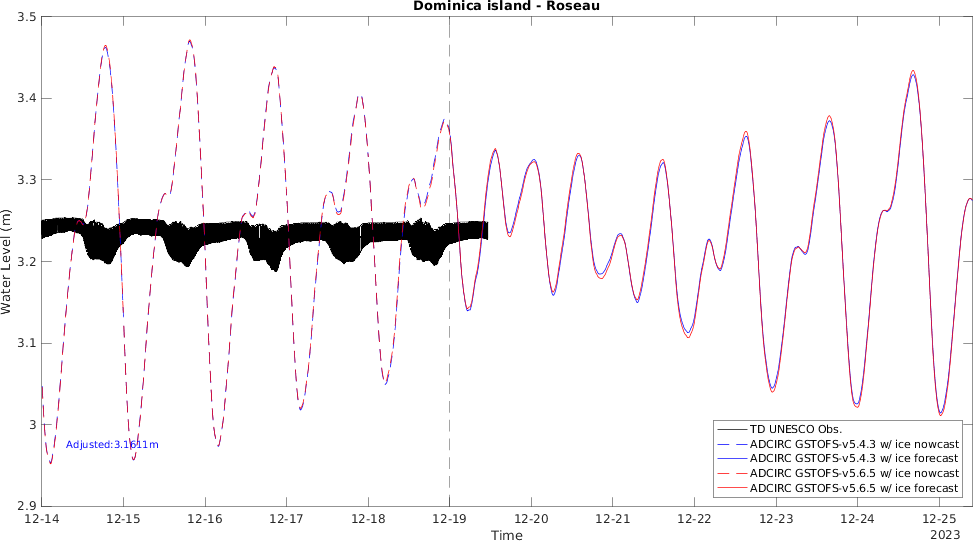 Dominica island - Roseau
3.5
3.4
3.3
3.2
3.1
3
2.9
Water Level (m)
Adjusted:3.1611m
TD UNESCO Obs.
ADCIRC GSTOFS-v5.4.3 w/ ice nowcast
ADCIRC GSTOFS-v5.4.3 w/ ice forecast
ADCIRC GSTOFS-v5.6.5 w/ ice nowcast
ADCIRC GSTOFS-v5.6.5 w/ ice forecast
12-14 12-15 12-16 12-17 12-18 12-19 12-20 12-21 12-22 12-23 12-24 12-25
Time
2023